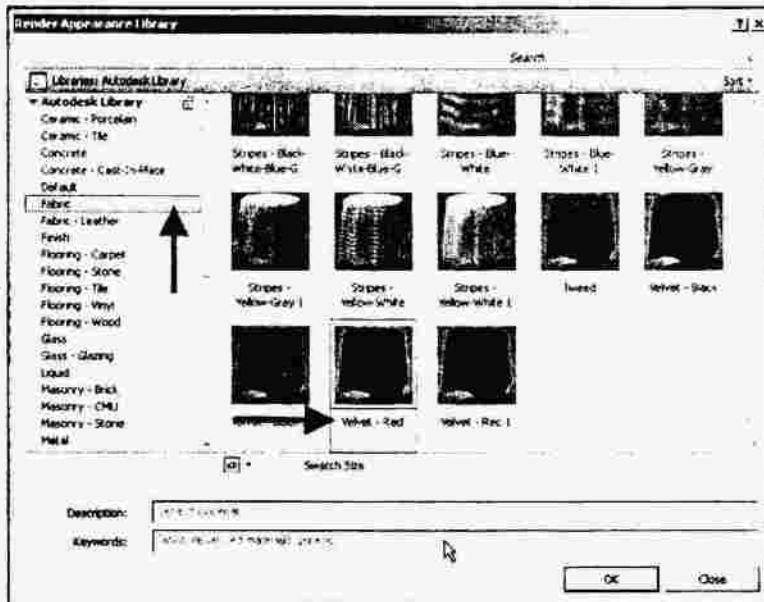 Render Appearance Library
Search
Libraries: Autodesk Library
Sort
Autodesk Library
Ceramic - Porcelain
Ceramic - Tile
Concrete
Concrete - Cast-In-Place
Default
Fabric
Fabric - Leather
Finish
Flooring - Carpet
Flooring - Stone
Flooring - Tile
Flooring - Vinyl
Flooring - Wood
Glass
Glass - Glazing
Liquid
Masonry - Brick
Masonry - CMU
Masonry - Stone
Metal
Stripes - Black-
White-Blue-G
Stripes - Black-
White-Blue-G
Stripes - Blue-
White
Stripes - Blue-
White 1
Stripes -
Yellow-Gray
Stripes -
Yellow-Gray 1
Stripes -
Yellow-White
Stripes -
Yellow-White 1
Tweed
Velvet - Black
Velvet - Red
Velvet - Red 1
Swatch Size
Description:
Keywords:
OK
Close